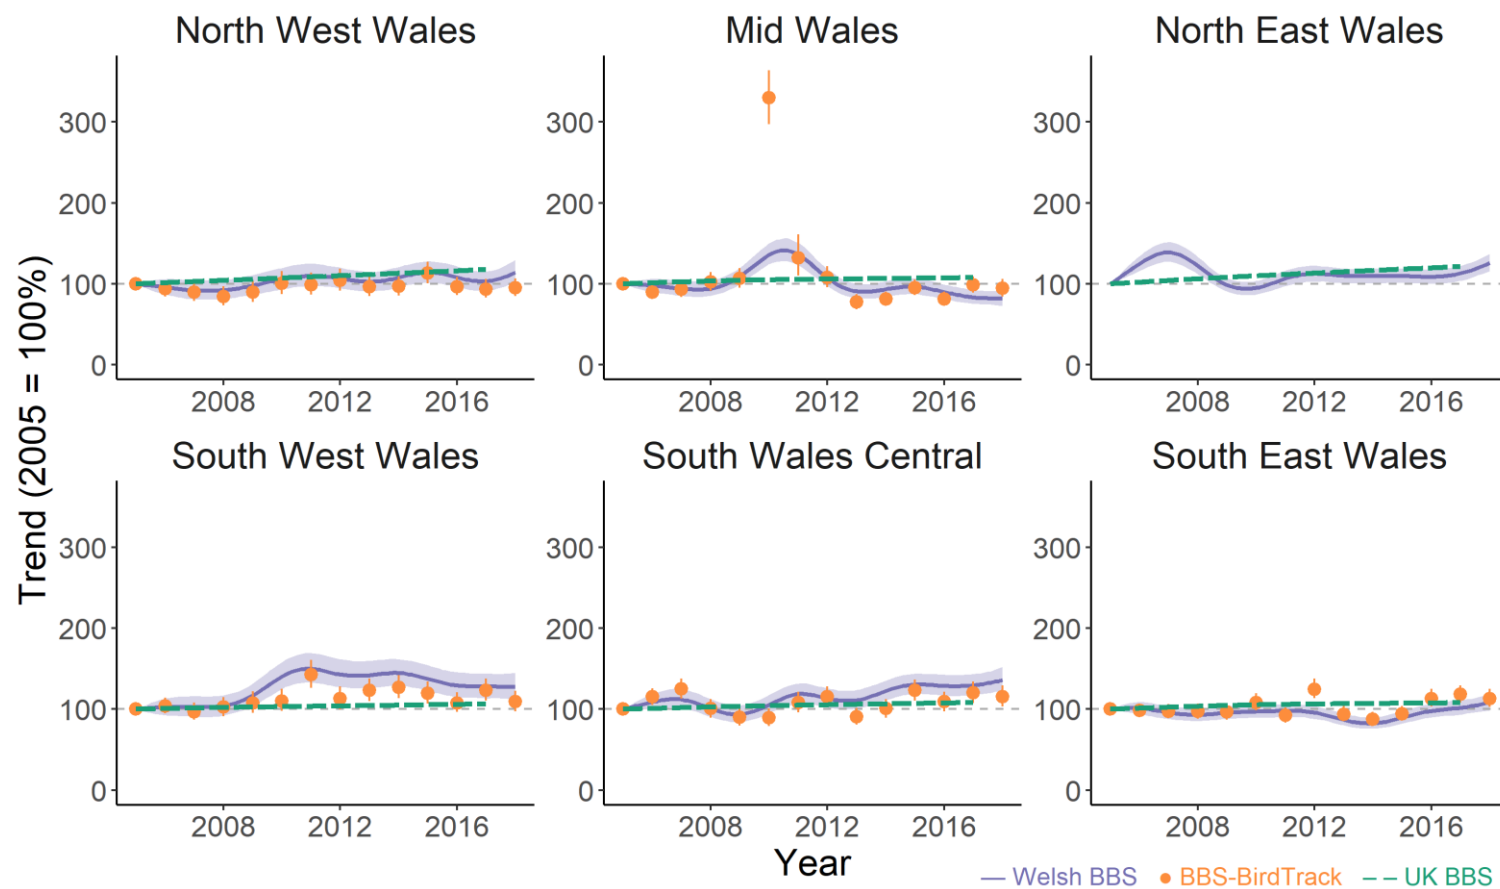 North West Wales
Mid Wales
North East Wales
300
200
100
0
2008 2012 2016
300
200
100
0
2008 2012 2016
300
200
100
0
2008 2012 2016
Trend (2005 = 100%)
South West Wales
South Wales Central
South East Wales
300
200
100
0
2008 2012 2016
300
200
100
0
2008 2012 2016
300
200
100
0
2008 2012 2016
Year
Welsh BBS BBS-BirdTrack UK BBS